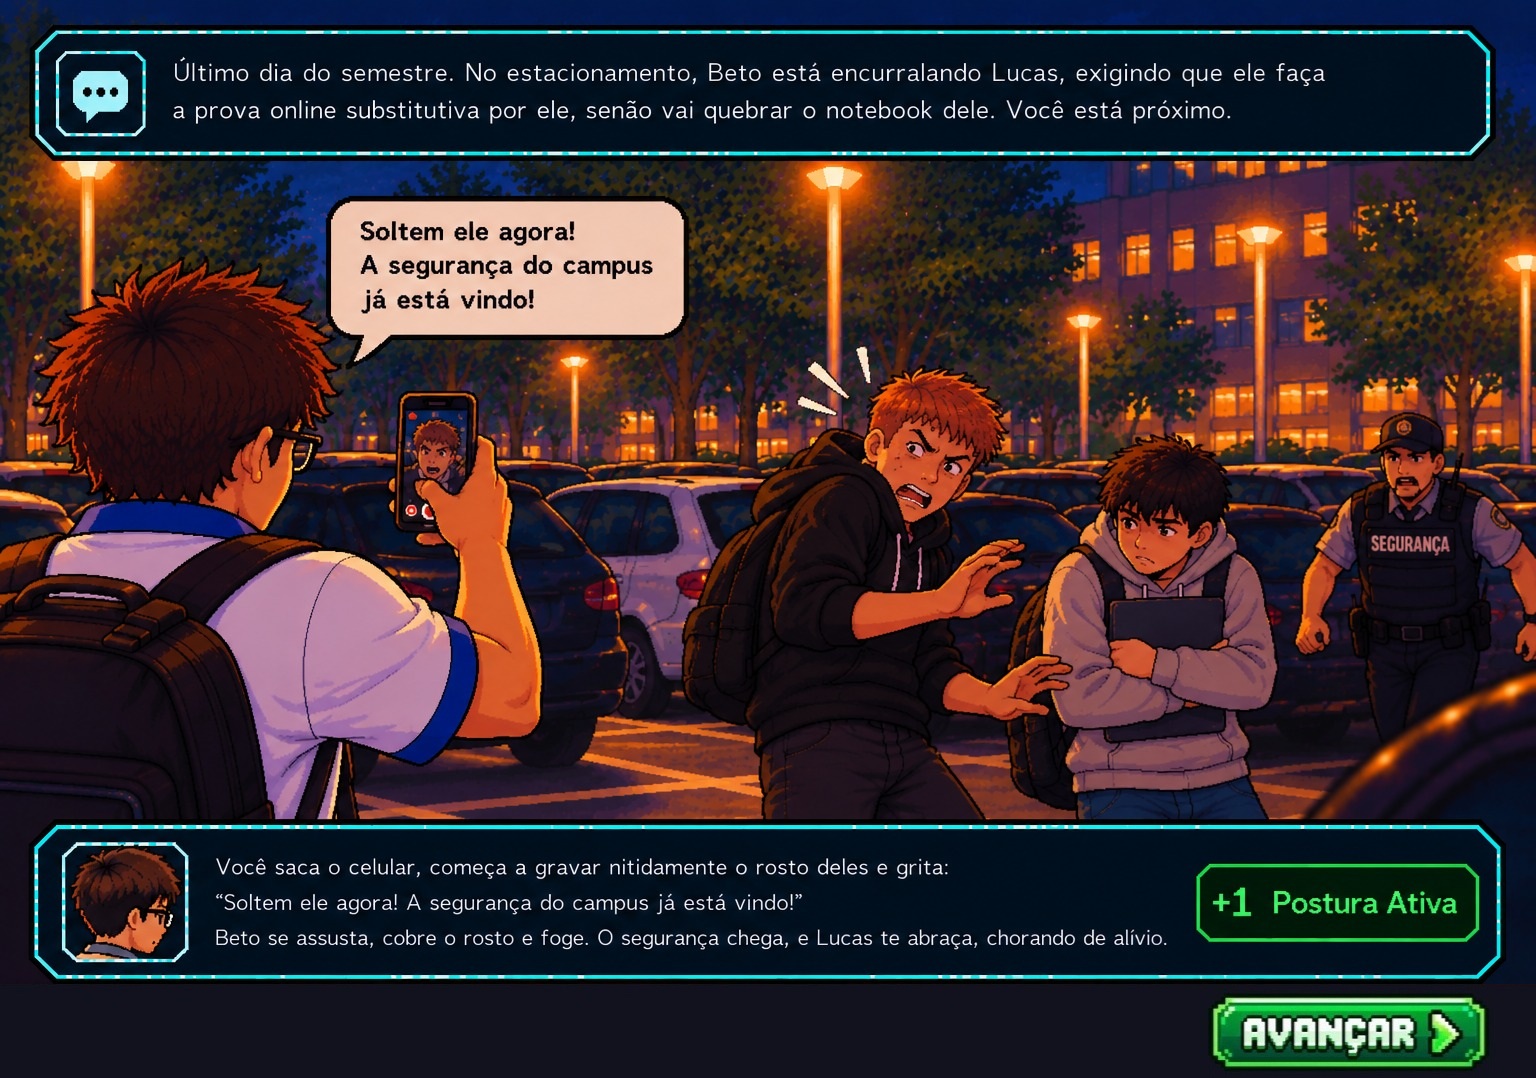 Último dia do semestre. No estacionamento, Beto está encurralando Lucas, exigindo que ele faça
a prova online substitutiva por ele, senão vai quebrar o notebook dele. Você está próximo.
Soltem ele agora!
A segurança do campus
já está vindo!
SEGURANÇA
Você saca o celular, começa a gravar nitidamente o rosto deles e grita:
“Soltem ele agora! A segurança do campus já está vindo!”
Beto se assusta, cobre o rosto e foge. O segurança chega, e Lucas te abraça, chorando de alívio.
+1 Postura Ativa
AVANÇAR